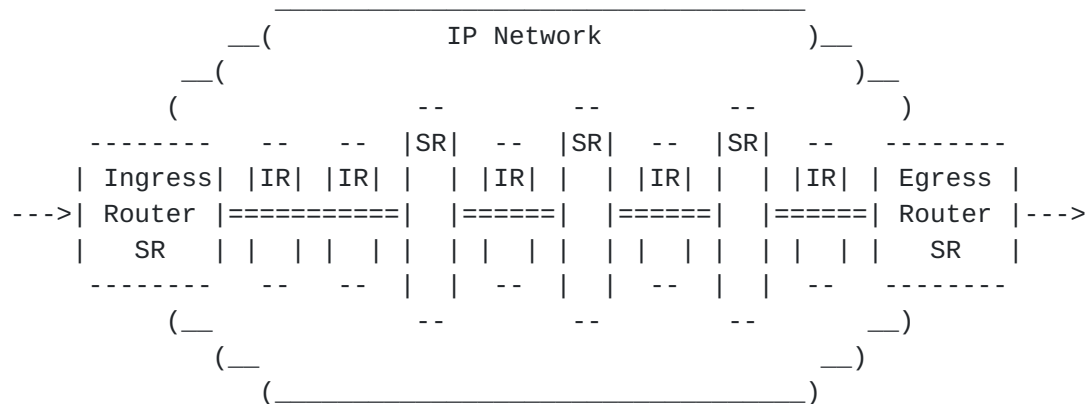 IP Network
SR SR SR
Ingress IR IR IR IR IR Egress
Router Router
SR SR